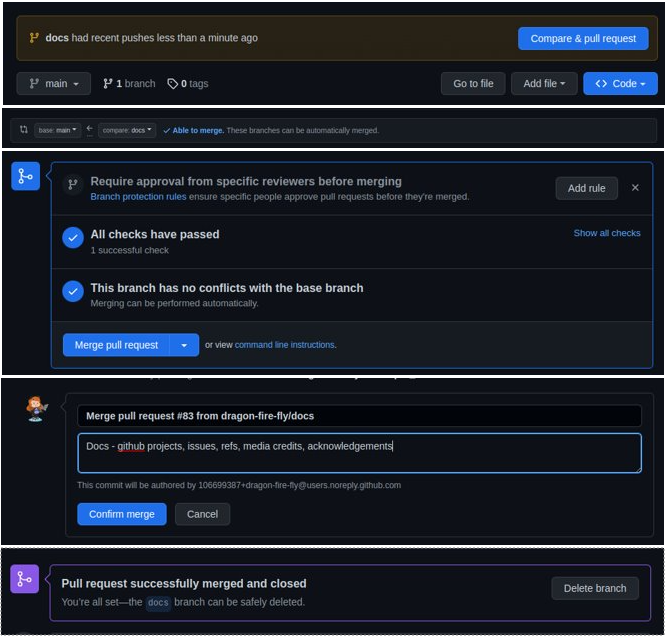 docs had recent pushes less than a minute ago
Compare & pull request
main
1 branch
0 tags
Go to file
Add file
Code
base: main
compare: docs
Able to merge. These branches can be automatically merged.
Require approval from specific reviewers before merging
Branch protection rules ensure specific people approve pull requests before they're merged.
Add rule
All checks have passed
1 successful check
Show all checks
This branch has no conflicts with the base branch
Merging can be performed automatically.
Merge pull request
or view command line instructions.
Merge pull request #83 from dragon-fire-fly/docs
Docs - github projects, issues, refs, media credits, acknowledgements
This commit will be authored by 106699387+dragon-fire-fly@users.noreply.github.com
Confirm merge
Cancel
Pull request successfully merged and closed
You're all set—the docs branch can be safely deleted.
Delete branch